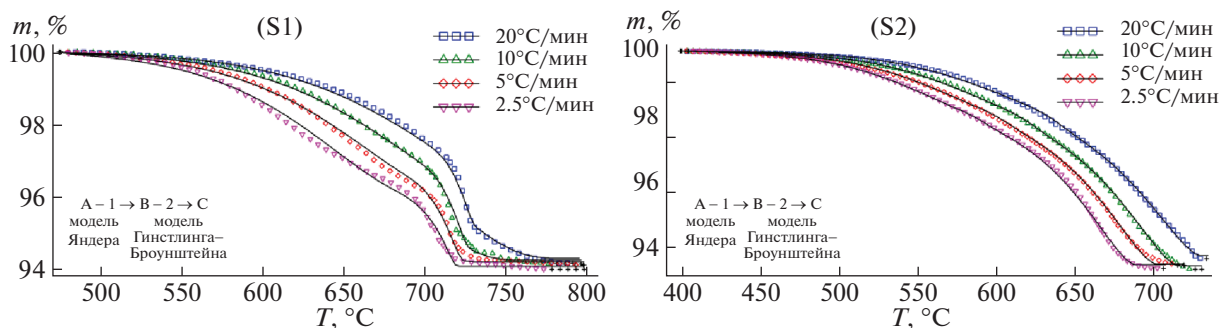 m, %
(S1)
20°C/мин
10°C/мин
5°C/мин
2.5°C/мин
100
98
96
94
A – 1 → B – 2 → C
модель модель
Яндера Гинстлинга–
Броунштейна
500 550 600 650 700 750 800
T, °C
m, %
(S2)
20°C/мин
10°C/мин
5°C/мин
2.5°C/мин
100
98
96
94
A – 1 → B – 2 → C
модель модель
Яндера Гинстлинга–
Броунштейна
400 450 500 550 600 650 700
T, °C